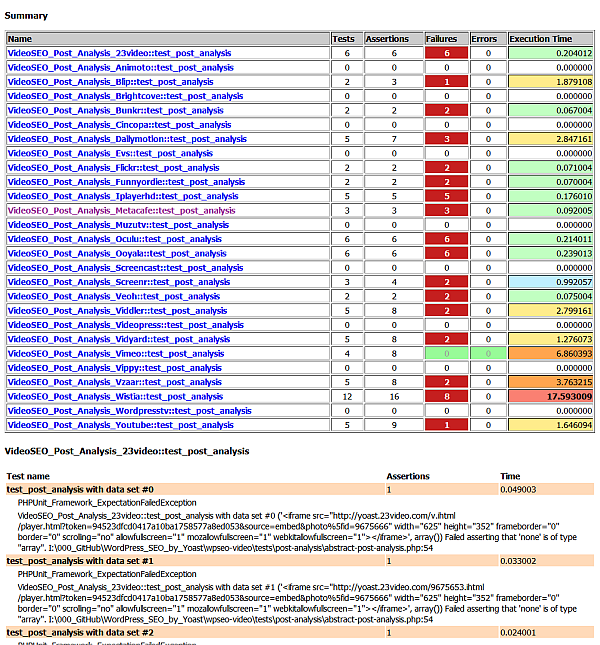 Summary
Name Tests Assertions Failures Errors Execution Time
VideoSEO_Post_Analysis_23video::test_post_analysis 6 6 6 0 0.204012
VideoSEO_Post_Analysis_Animoto::test_post_analysis 0 0 0 0 0.000000
VideoSEO_Post_Analysis_Blip::test_post_analysis 2 3 1 0 1.879108
VideoSEO_Post_Analysis_Brightcove::test_post_analysis 0 0 0 0 0.000000
VideoSEO_Post_Analysis_Bunkr::test_post_analysis 2 2 2 0 0.067004
VideoSEO_Post_Analysis_Cincopa::test_post_analysis 0 0 0 0 0.000000
VideoSEO_Post_Analysis_Dailymotion::test_post_analysis 5 7 3 0 2.847161
VideoSEO_Post_Analysis_Evs::test_post_analysis 0 0 0 0 0.000000
VideoSEO_Post_Analysis_Flickr::test_post_analysis 2 2 2 0 0.071004
VideoSEO_Post_Analysis_Funnyordie::test_post_analysis 2 2 2 0 0.070004
VideoSEO_Post_Analysis_Iplayerhd::test_post_analysis 5 5 5 0 0.176010
VideoSEO_Post_Analysis_Metacafe::test_post_analysis 3 3 3 0 0.092005
VideoSEO_Post_Analysis_Muzutv::test_post_analysis 0 0 0 0 0.000000
VideoSEO_Post_Analysis_Oculu::test_post_analysis 6 6 6 0 0.214011
VideoSEO_Post_Analysis_Ooyala::test_post_analysis 6 6 6 0 0.239013
VideoSEO_Post_Analysis_Screencast::test_post_analysis 0 0 0 0 0.000000
VideoSEO_Post_Analysis_Screenr::test_post_analysis 3 4 2 0 0.992057
VideoSEO_Post_Analysis_Veoh::test_post_analysis 2 2 2 0 0.075004
VideoSEO_Post_Analysis_Viddler::test_post_analysis 5 8 2 0 2.799161
VideoSEO_Post_Analysis_Videopress::test_post_analysis 0 0 0 0 0.000000
VideoSEO_Post_Analysis_Vidyard::test_post_analysis 5 8 2 0 1.276073
VideoSEO_Post_Analysis_Vimeo::test_post_analysis 4 8 0 0 6.860393
VideoSEO_Post_Analysis_Vippy::test_post_analysis 0 0 0 0 0.000000
VideoSEO_Post_Analysis_Vzaar::test_post_analysis 5 8 2 0 3.763215
VideoSEO_Post_Analysis_Wistia::test_post_analysis 12 16 8 0 17.593009
VideoSEO_Post_Analysis_Wordpresstv::test_post_analysis 0 0 0 0 0.000000
VideoSEO_Post_Analysis_Youtube::test_post_analysis 5 9 1 0 1.646094
VideoSEO_Post_Analysis_23video::test_post_analysis
Test name Assertions Time
test_post_analysis with data set #0 1 0.049003
PHPUnit_Framework_ExpectationFailedException
VideoSEO_Post_Analysis_23video::test_post_analysis with data set #0 ('<iframe src="http://yoast.23video.com/v.ihtml
/player.html?token=94523dfcd0417a10ba1758577a8ed053&source=embed&photo%5fid=9675666" width="625" height="352" frameborder="0"
border="0" scrolling="no" allowfullscreen="1" mozallowfullscreen="1" webkitallowfullscreen="1"></iframe>', array()) Failed asserting that 'none' is of type
"array". I:\000_GitHub\WordPress_SEO_by_Yoast\wpseo-video\tests\post-analysis\abstract-post-analysis.php:54
test_post_analysis with data set #1 1 0.033002
PHPUnit_Framework_ExpectationFailedException
VideoSEO_Post_Analysis_23video::test_post_analysis with data set #1 ('<iframe src="http://yoast.23video.com/9675653.ihtml
/player.html?token=94523dfcd0417a10ba1758577a8ed053&source=embed&photo%5fid=9675666" width="625" height="352" frameborder="0"
border="0" scrolling="no" allowfullscreen="1" mozallowfullscreen="1" webkitallowfullscreen="1"></iframe>', array()) Failed asserting that 'none' is of type
"array". I:\000_GitHub\WordPress_SEO_by_Yoast\wpseo-video\tests\post-analysis\abstract-post-analysis.php:54
test_post_analysis with data set #2 1 0.024001